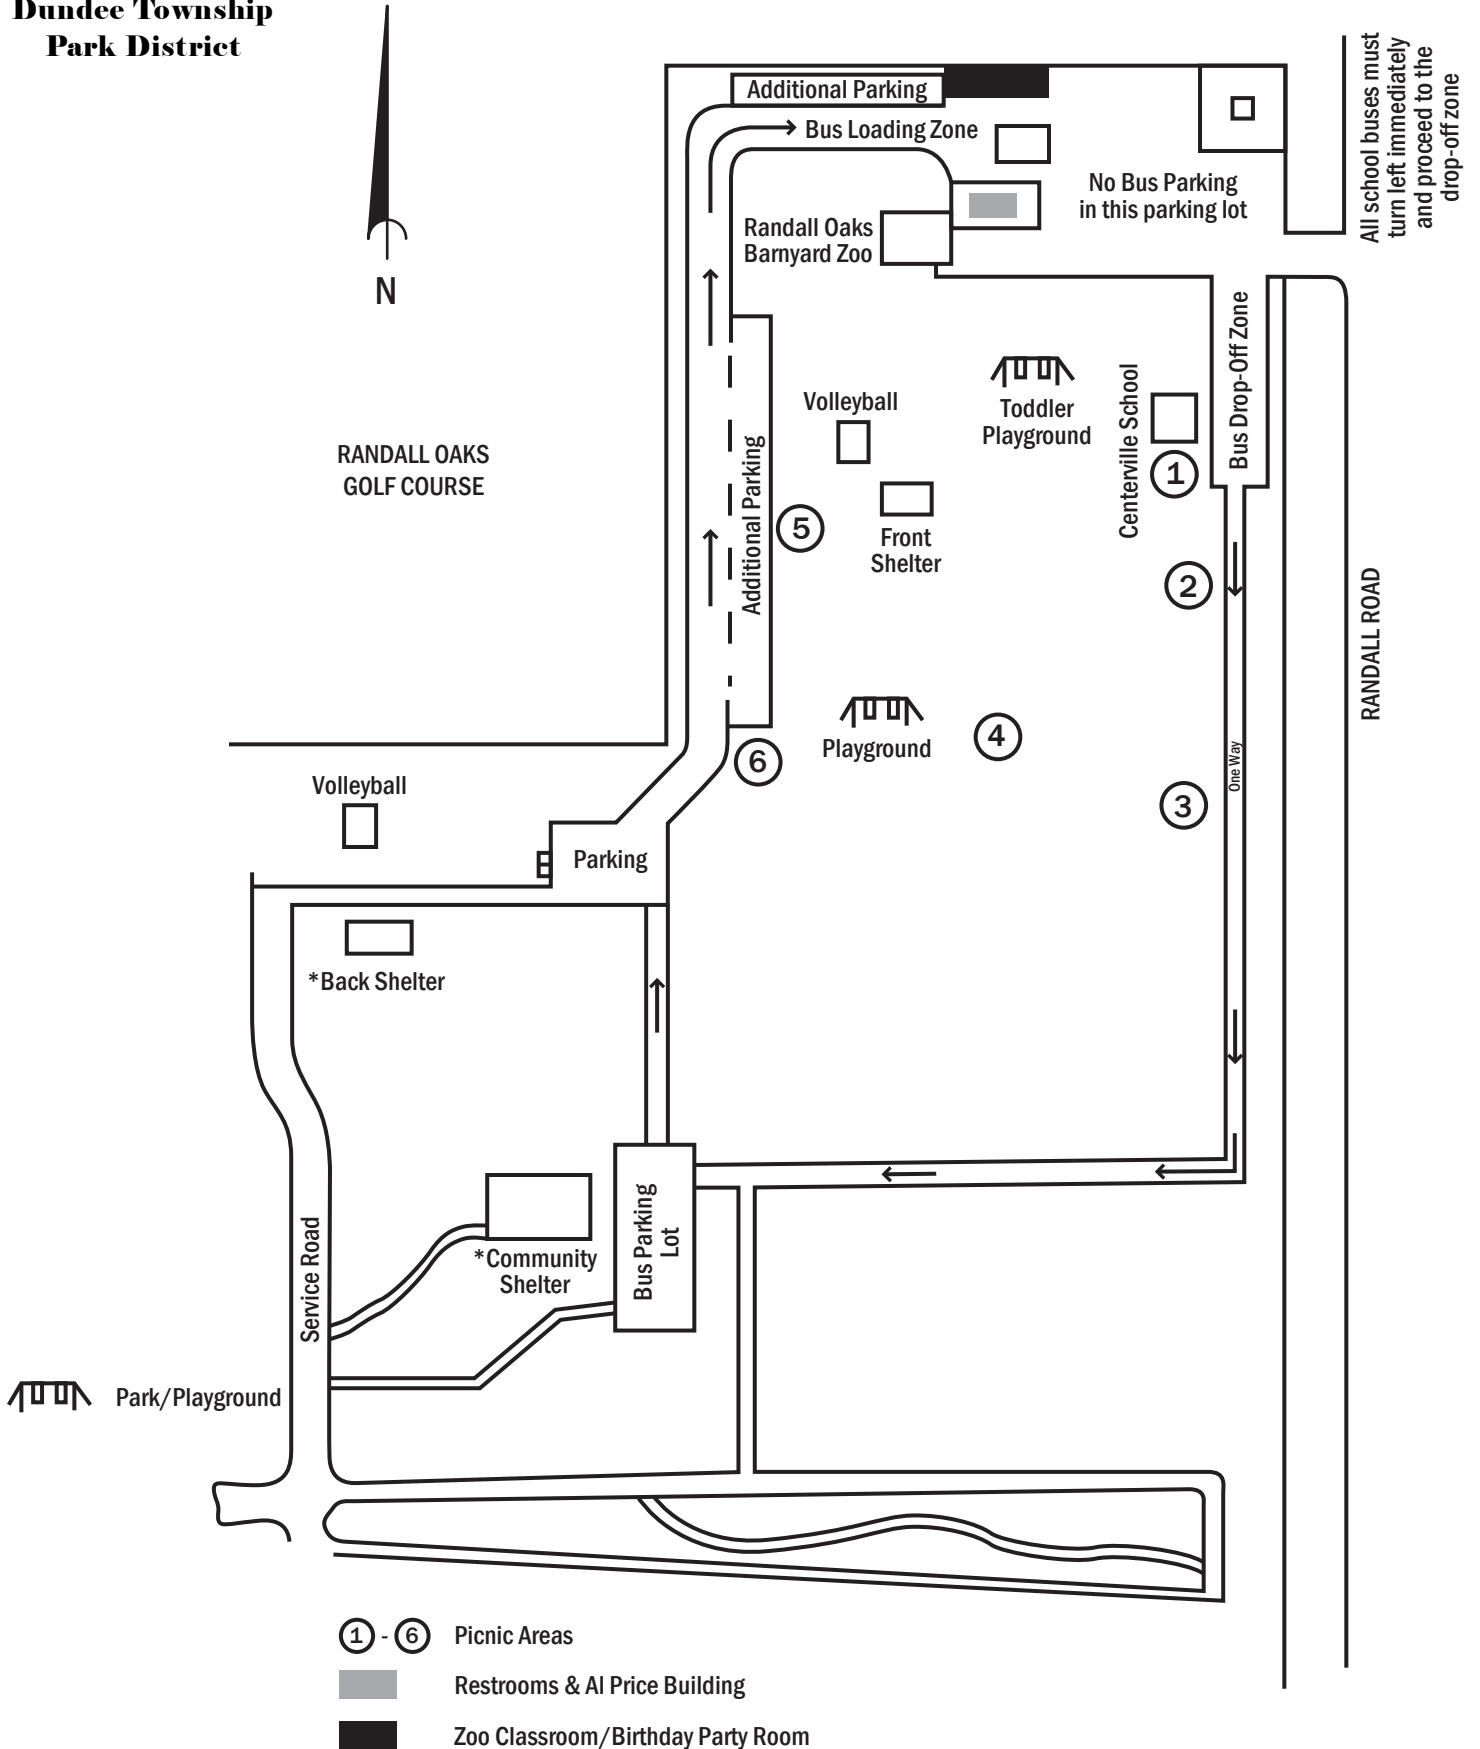 Dundee Township
Park District
N
Additional Parking
Bus Loading Zone
No Bus Parking
in this parking lot
All school buses must
turn left immediately
and proceed to the
drop-off zone
Randall Oaks
Barnyard Zoo
Bus Drop-Off Zone
Toddler
Playground
Centerville School
1
Volleyball
RANDALL OAKS
GOLF COURSE
Additional Parking
5
Front
Shelter
2
RANDALL ROAD
Playground
4
6
One Way
3
Volleyball
Parking
*Back Shelter
Service Road
*Community
Shelter
Bus Parking
Lot
Park/Playground
1 - 6 Picnic Areas
Restrooms & Al Price Building
Zoo Classroom/Birthday Party Room